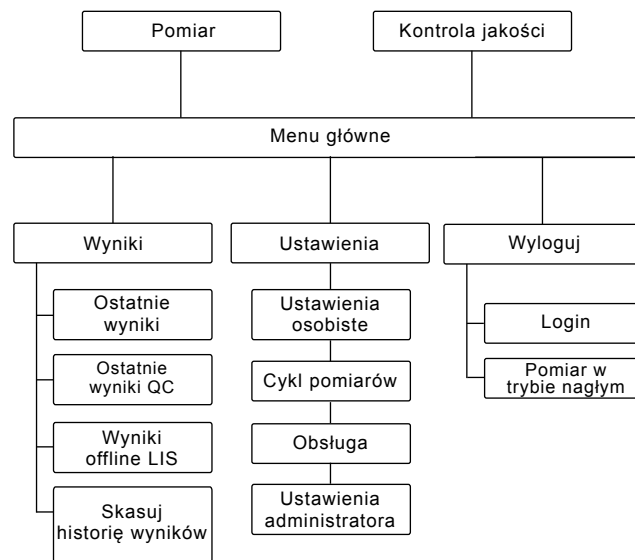 Pomiar
Kontrola jakości
Menu główne
Wyniki
Ustawienia
Wyloguj
Ostatnie
wyniki
Ostatnie
wyniki QC
Wyniki
offline LIS
Skasuj
historię wyników
Ustawienia
osobiste
Cykl pomiarów
Obsługa
Ustawienia
administratora
Login
Pomiar w
trybie nagłym